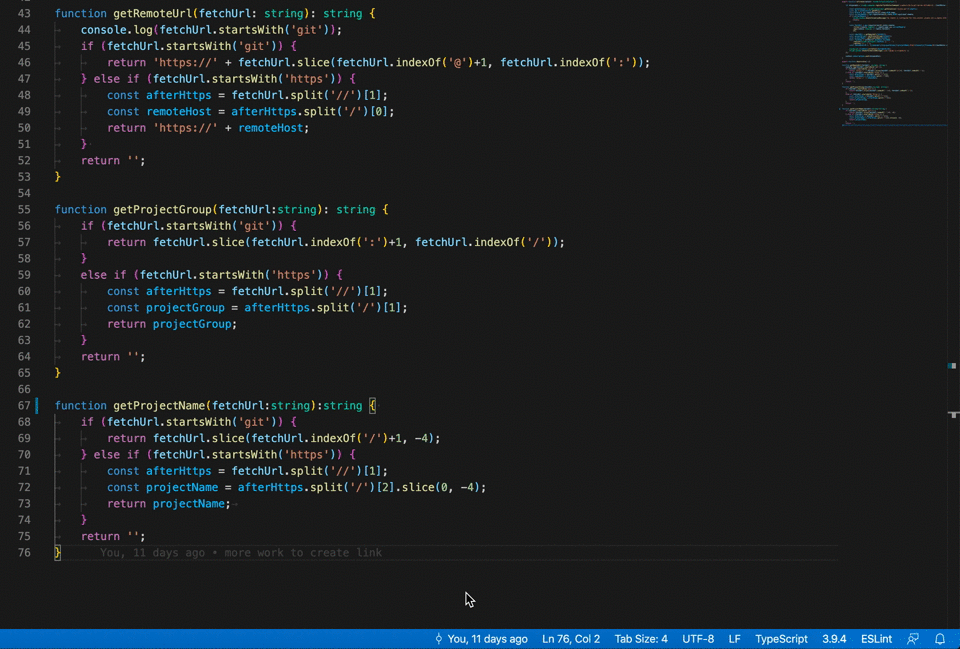 43 function getRemoteUrl(fetchUrl: string): string {
44 console.log(fetchUrl.startsWith('git'));
45 if (fetchUrl.startsWith('git')) {
46 return 'https://' + fetchUrl.slice(fetchUrl.indexOf('@')+1, fetchUrl.indexOf(':'));
47 } else if (fetchUrl.startsWith('https')) {
48 const afterHttps = fetchUrl.split('//')[1];
49 const remoteHost = afterHttps.split('/')[0];
50 return 'https://' + remoteHost;
51 }
52 return '';
53 }
54
55 function getProjectGroup(fetchUrl:string): string {
56 if (fetchUrl.startsWith('git')) {
57 return fetchUrl.slice(fetchUrl.indexOf(':')+1, fetchUrl.indexOf('/'));
58 }
59 else if (fetchUrl.startsWith('https')) {
60 const afterHttps = fetchUrl.split('//')[1];
61 const projectGroup = afterHttps.split('/')[1];
62 return projectGroup;
63 }
64 return '';
65 }
66
67 function getProjectName(fetchUrl:string):string {
68 if (fetchUrl.startsWith('git')) {
69 return fetchUrl.slice(fetchUrl.indexOf('/')+1, -4);
70 } else if (fetchUrl.startsWith('https')) {
71 const afterHttps = fetchUrl.split('//')[1];
72 const projectName = afterHttps.split('/')[2].slice(0, -4);
73 return projectName;
74 }
75 return '';
76 } You, 11 days ago • more work to create link
You, 11 days ago Ln 76, Col 2 Tab Size: 4 UTF-8 LF TypeScript 3.9.4 ESLint